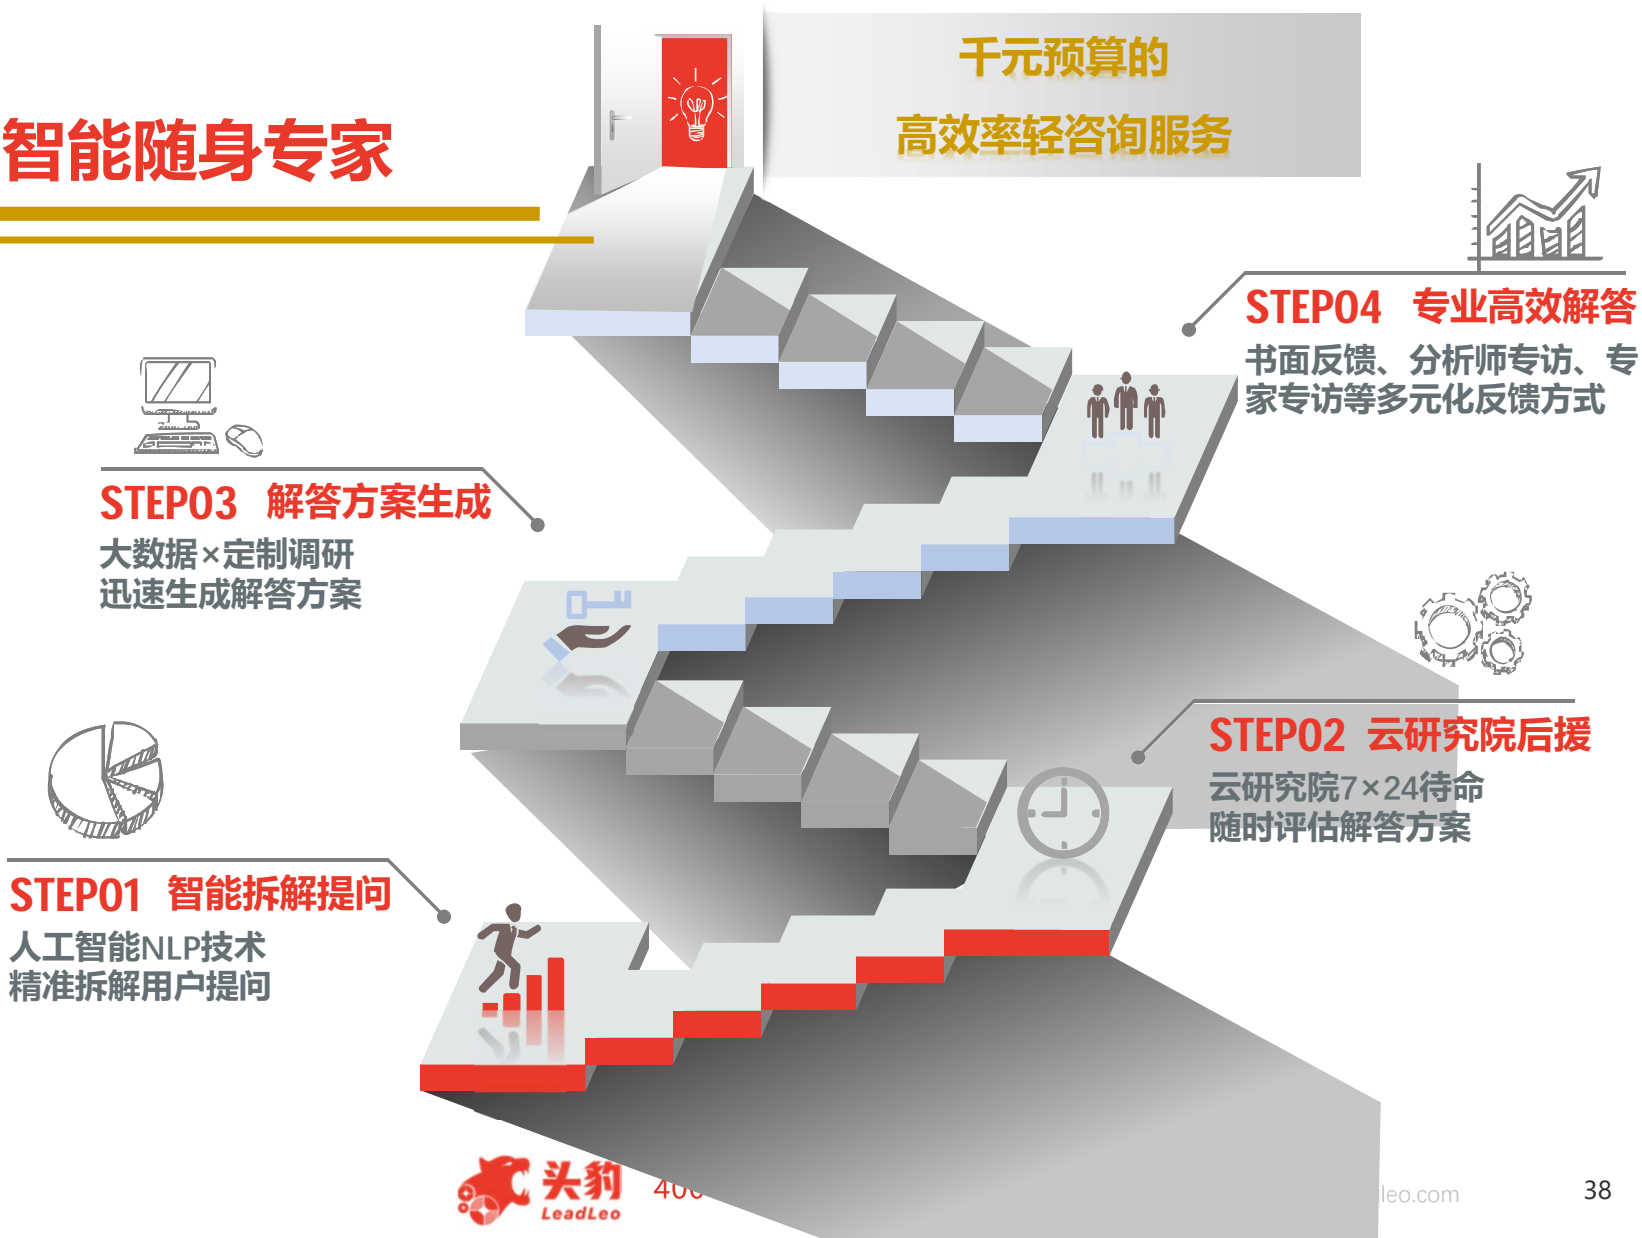 千元预算的
高效率轻咨询服务
智能随身专家
STEP04 专业高效解答
书面反馈、分析师专访、专
家专访等多元化反馈方式
STEP03 解答方案生成
大数据×定制调研
迅速生成解答方案
STEP02 云研究院后援
云研究院7×24待命
随时评估解答方案
STEP01 智能拆解提问
人工智能NLP技术
精准拆解用户提问
头豹
LeadLeo
400
leo.com
38